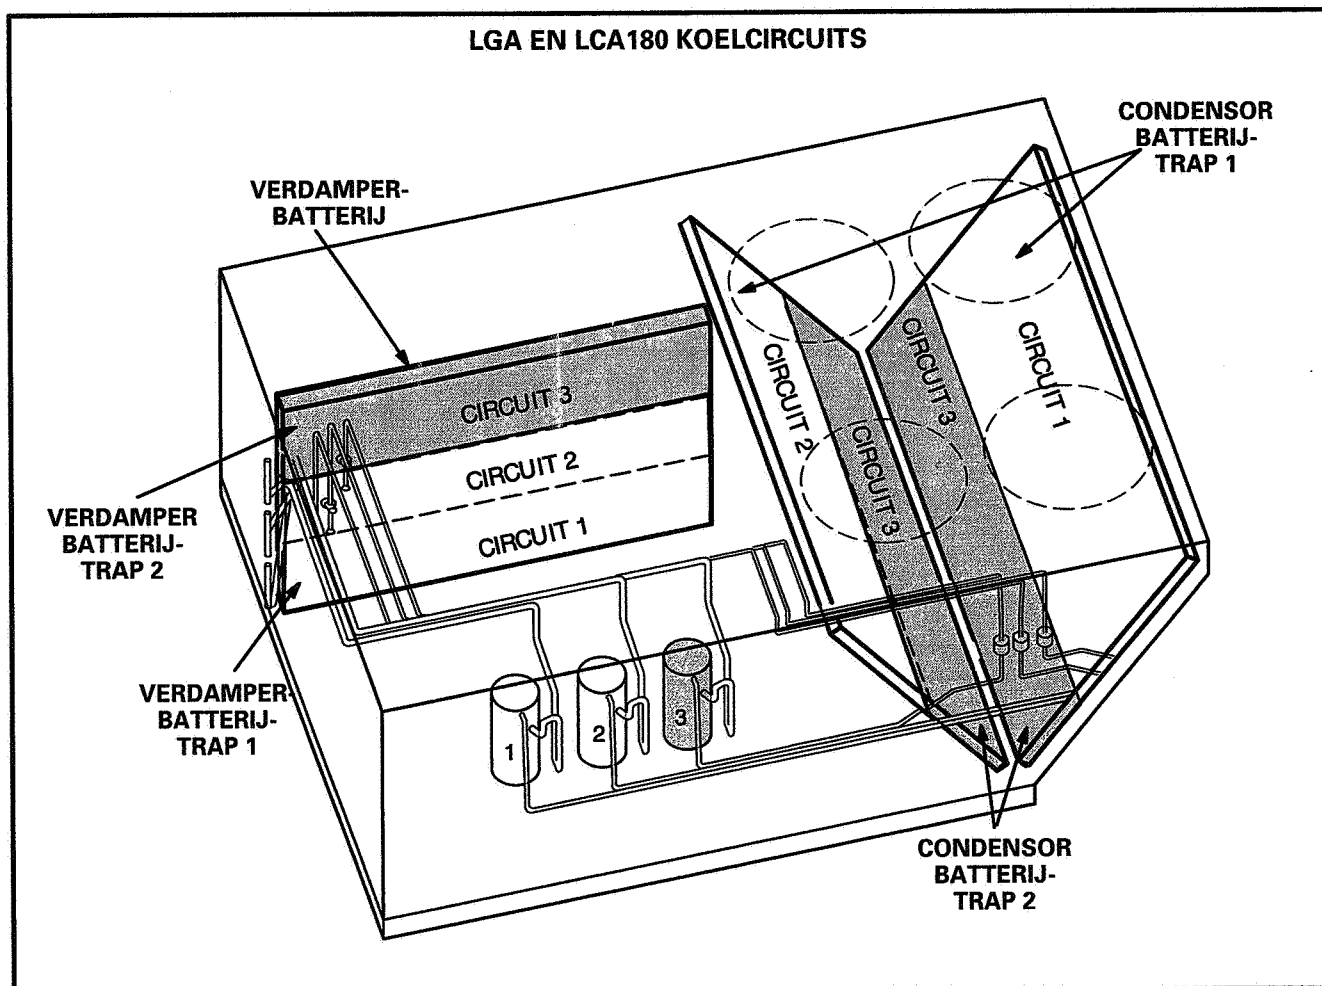 LGA EN LCA180 KOELCIRCUITS
CONDENSOR
BATTERIJ-
TRAP 1
VERDAMPER-
BATTERIJ
CIRCUIT 3
CIRCUIT 2
CIRCUIT 1
CIRCUIT 2
CIRCUIT 3
CIRCUIT 3
CIRCUIT 1
VERDAMPER
BATTERIJ-
TRAP 2
VERDAMPER-
BATTERIJ-
TRAP 1
1
2
3
CONDENSOR
BATTERIJ-
TRAP 2